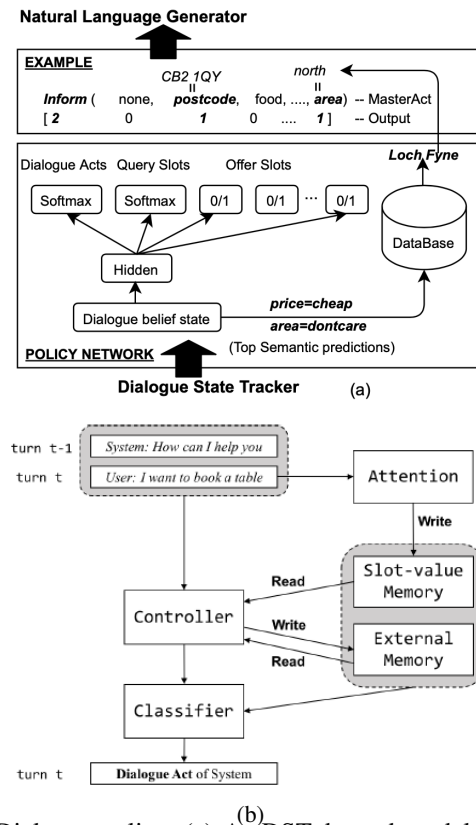 Natural Language Generator
EXAMPLE
CB2 1QY north
Inform ( none, postcode, food, ...., area) -- MasterAct
[ 2 0 1 0 .... 1 ] -- Output
Loch Fyne
Dialogue Acts Query Slots Offer Slots
Softmax Softmax 0/1 0/1 ... 0/1
DataBase
Hidden
price=cheap
Dialogue belief state
area=dontcare
POLICY NETWORK (Top Semantic predictions)
Dialogue State Tracker (a)
turn t-1 System: How can I help you
turn t User: I want to book a table
Attention
Write
Slot-value
Memory
Read
Controller
Write
External
Memory
Read
Classifier
turn t Dialogue Act of System
(b)